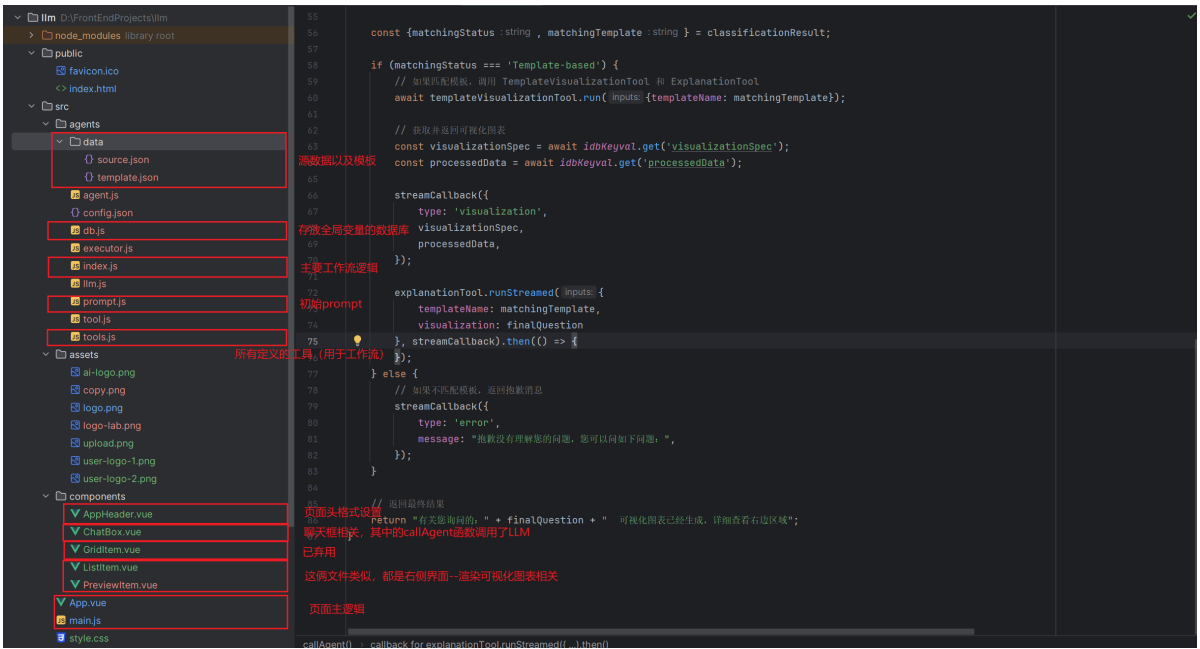 llm D:\FrontEndProjects\llm
node_modules library root
public
favicon.ico
index.html
src
agents
data
source.json
template.json
agent.js
config.json
db.js
executor.js
index.js
llm.js
prompt.js
tool.js
tools.js
assets
ai-logo.png
copy.png
logo.png
logo-lab.png
upload.png
user-logo-1.png
user-logo-2.png
components
AppHeader.vue
ChatBox.vue
GridItem.vue
ListItem.vue
PreviewItem.vue
App.vue
main.js
style.css
源数据以及模板
存放全局变量的数据库
主要工作流逻辑
初始prompt
所有定义的工具（用于工作流）
页面头格式设置
聊天框相关，其中的callAgent函数调用了LLM
已弃用
这俩文件类似，都是右侧界面--渲染可视化图表相关
页面主逻辑
55
56 const {matchingStatus : string , matchingTemplate : string } = classificationResult;
57
58 if (matchingStatus === 'Template-based') {
59 // 如果匹配模板，调用 TemplateVisualizationTool 和 ExplanationTool
60 await templateVisualizationTool.run( inputs: {templateName: matchingTemplate});
61
62 // 获取并返回可视化图表
63 const visualizationSpec = await idbKeyval.get('visualizationSpec');
64 const processedData = await idbKeyval.get('processedData');
65
66 streamCallback({
67 type: 'visualization',
visualizationSpec,
69 processedData,
70 });
71
72 explanationTool.runStreamed( inputs: {
templateName: matchingTemplate,
74 visualization: finalQuestion
75 }, streamCallback).then(() => {
76 });
77 } else {
78 // 如果不匹配模板，返回抱歉消息
79 streamCallback({
80 type: 'error',
81 message: "抱歉没有理解您的问题，您可以问如下问题：",
82 });
83 }
84
85 // 返回最终结果
86 return "有关您询问的：" + finalQuestion + " 可视化图表已经生成，详细查看右边区域";
}
callAgent() › callback for explanationTool.runStreamed({ ...}.then()